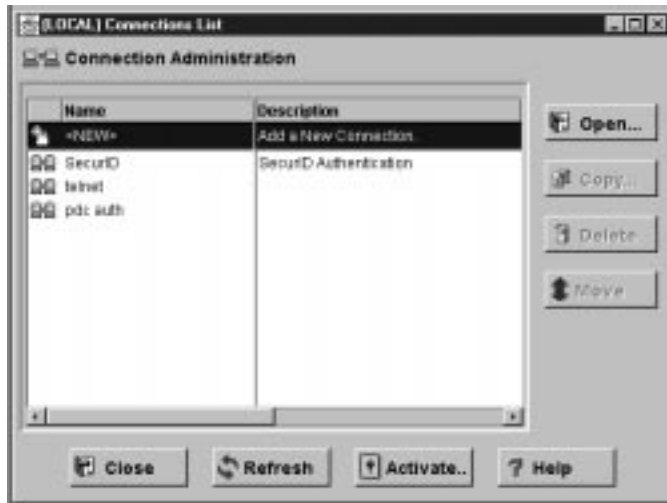 (LOCAL) Connections List
Connection Administration
Name Description
<NEW> Add a New Connection.
SecurID SecurID Authentication
telnet
pdc auth
Open...
Copy...
Delete
Move
Close Refresh Activate.. ? Help